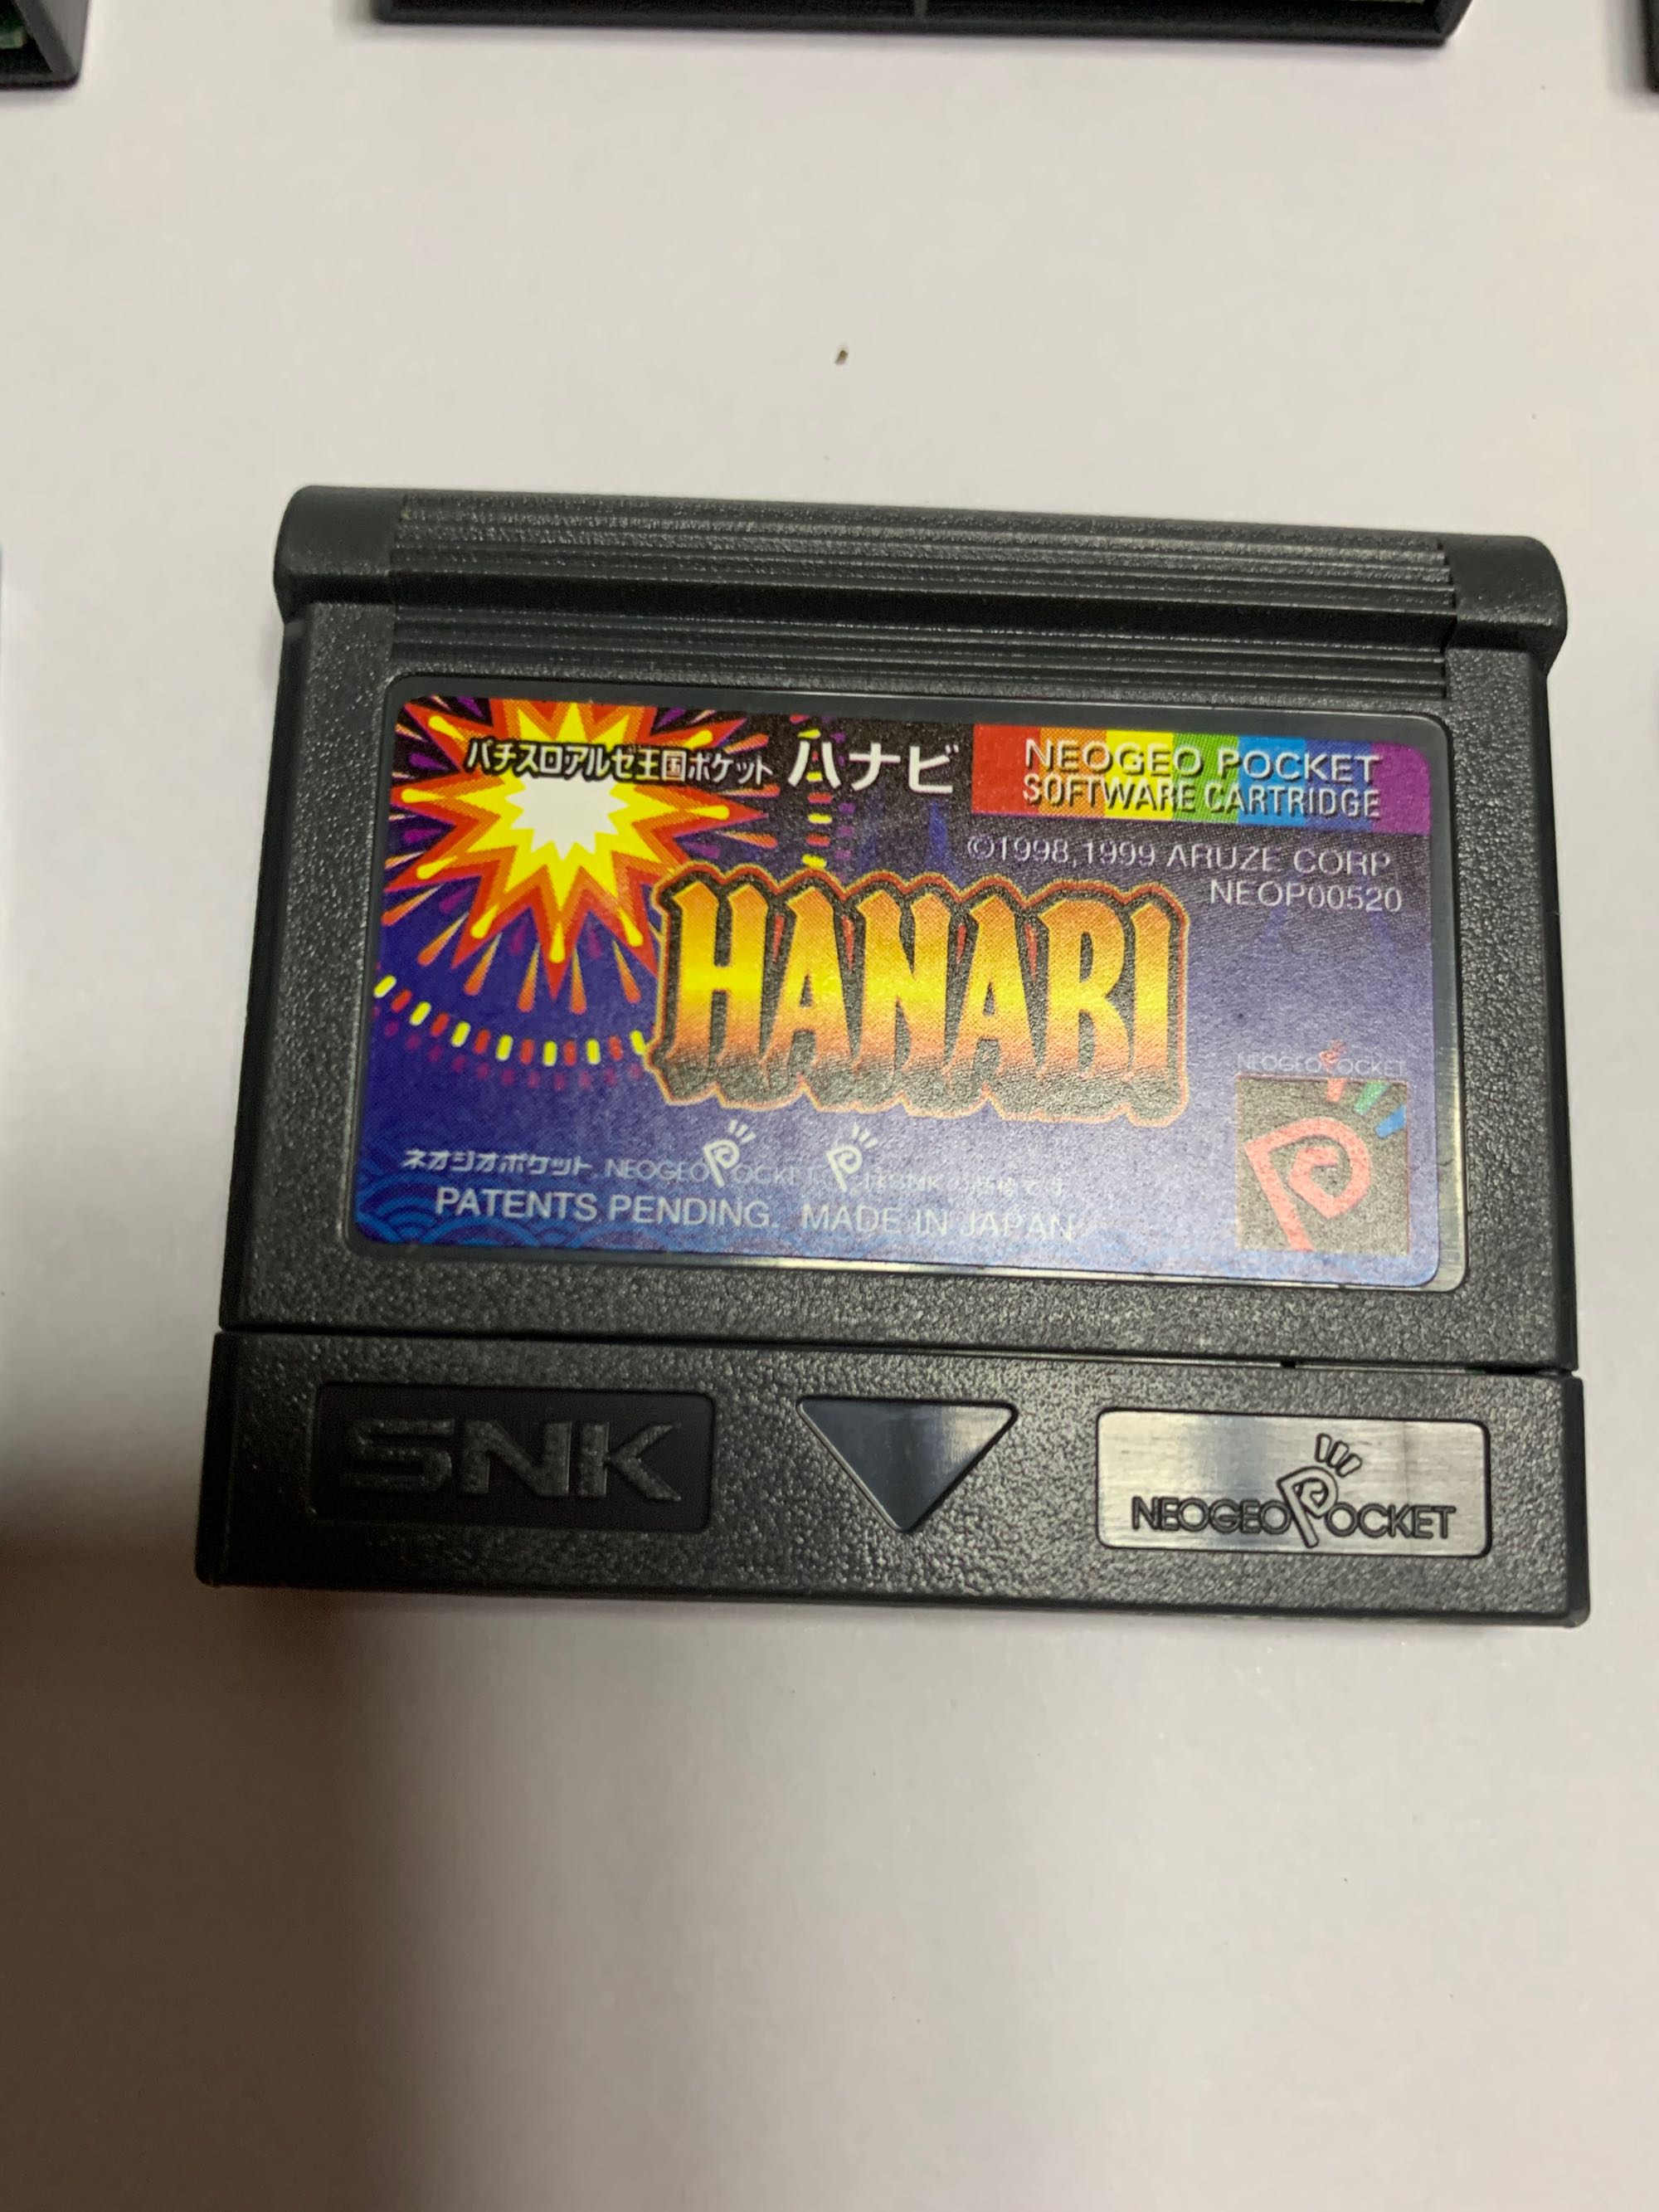 パチスロアルゼ王国ポケット ハナビ
NEOGEO POCKET
SOFTWARE CARTRIDGE
©1998,1999 ARUZE CORP
NEOP00520
HANABI
NEOGEO POCKET
ネオジオポケット, NEOGEO POCKET,
PATENTS PENDING. MADE IN JAPAN
SNK
NEOGEO POCKET